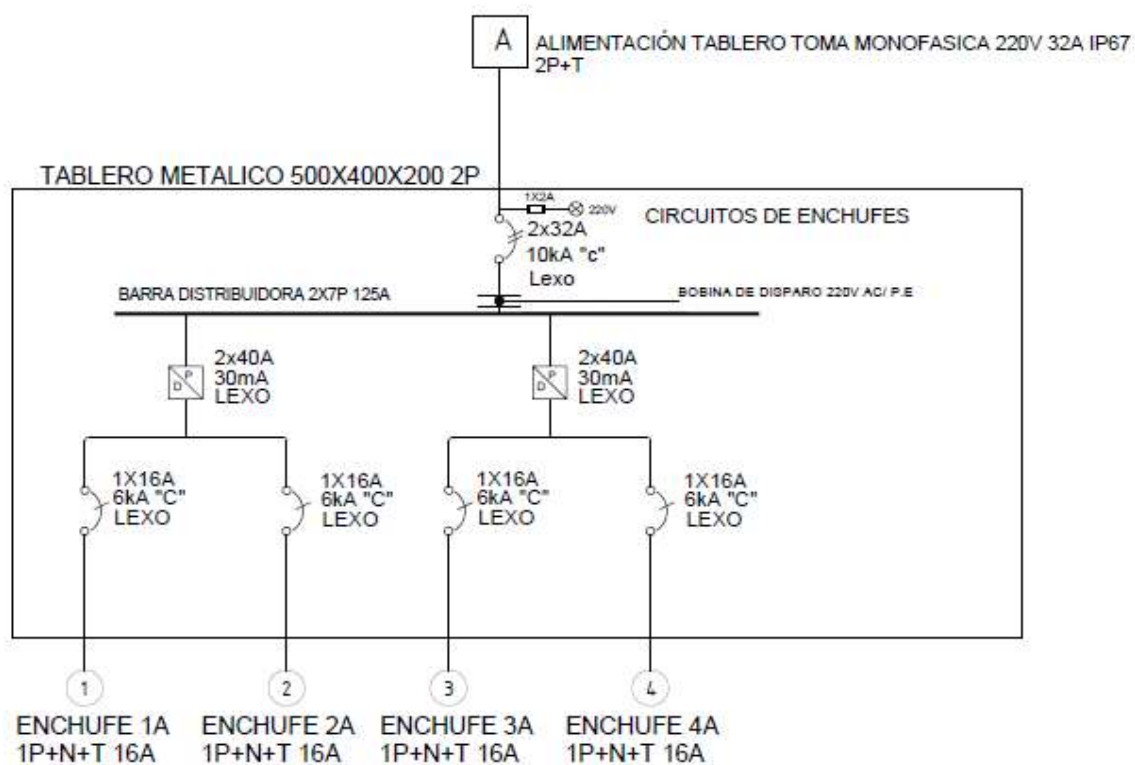 A
ALIMENTACIÓN TABLERO TOMA MONOFASICA 220V 32A IP67
2P+T
TABLERO METALICO 500X400X200 2P
1X2A
220V
CIRCUITOS DE ENCHUFES
2x32A
10kA "c"
Lexo
BARRA DISTRIBUIDORA 2X7P 125A
BOBINA DE DISPARO 220V AC/ P.E
D P
2x40A
30mA
LEXO
D P
2x40A
30mA
LEXO
1X16A
6kA "C"
LEXO
1X16A
6kA "C"
LEXO
1X16A
6kA "C"
LEXO
1X16A
6kA "C"
LEXO
1
2
3
4
ENCHUFE 1A
1P+N+T 16A
ENCHUFE 2A
1P+N+T 16A
ENCHUFE 3A
1P+N+T 16A
ENCHUFE 4A
1P+N+T 16A